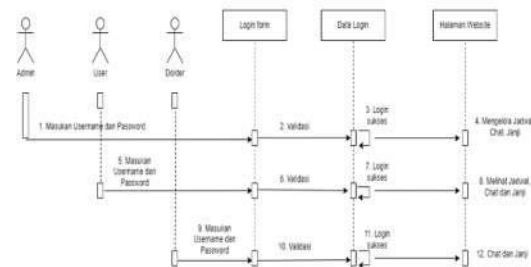 Login form
Data Login
Halaman Website
Admin
User
Dokter
1. Masukan Username dan Password
2. Validasi
3. Login
sukses
4. Mengelola Jadwal,
Chat, Janji
5. Masukan
Username dan
Password
6. Validasi
7. Login
sukses
8. Melihat Jadwal,
Chat dan Janji
9. Masukan
Username dan
Password
10. Validasi
11. Login
sukses
12. Chat dan Janji